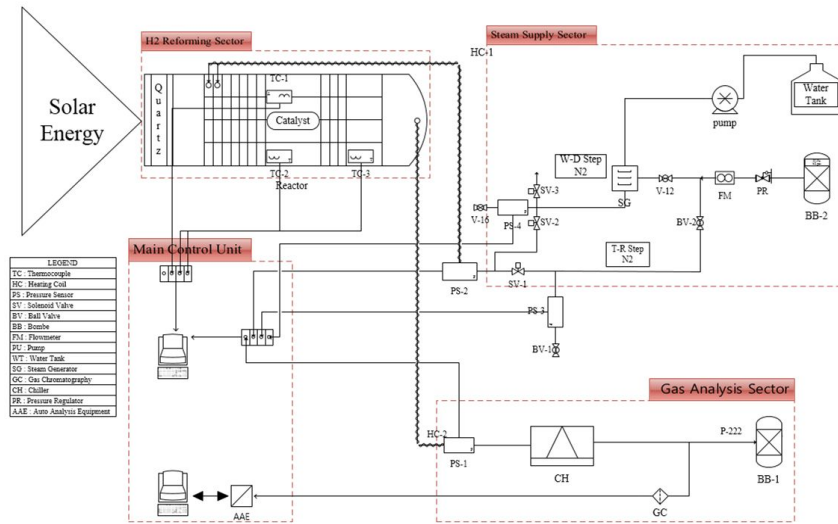 H2 Reforming Sector
Steam Supply Sector
HC-1
TC-1
Quartz
Solar
Energy
Catalyst
Water
Tank
pump
W-D Step
N2
TC-2
TC-3
Reactor
SV-3
SG
V-12
FM
PR
BB-2
V-16
PS-4
SV-2
BV-2
T-R Step
N2
Main Control Unit
PS-2
SV-1
PS-3
BV-1
LEGEND
TC : Thermocouple
HC : Heating Coil
PS : Pressure Sensor
SV : Solenoid Valve
BV : Ball Valve
BB : Bombe
FM : Flowmeter
PU : Pump
WT : Water Tank
SG : Steam Generator
GC : Gas Chromatography
CH : Chiller
PR : Pressure Regulator
AAE : Auto Analysis Equipment
Gas Analysis Sector
HC-2
PS-1
CH
P-222
BB-1
GC
AAE